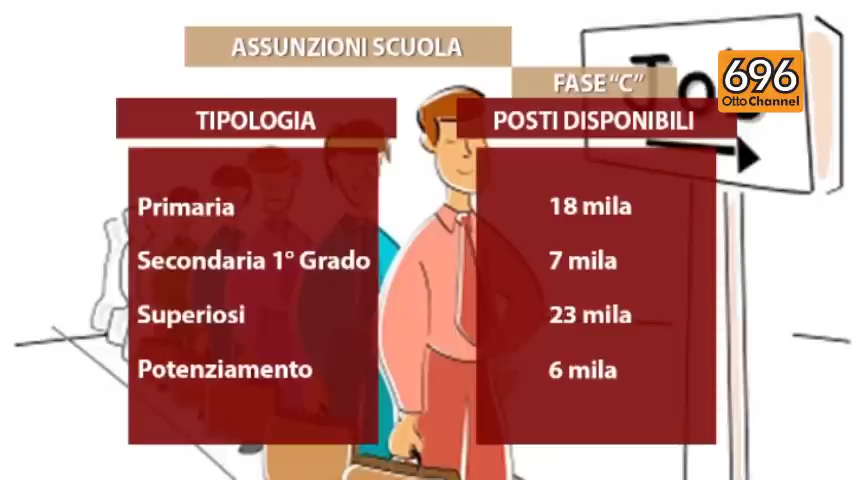 ASSUNZIONI SCUOLA
FASE "C"
TIPOLOGIA
POSTI DISPONIBILI
Primaria
18 mila
Secondaria 1° Grado
7 mila
Superiosi
23 mila
Potenziamento
6 mila
696
Otto Channel